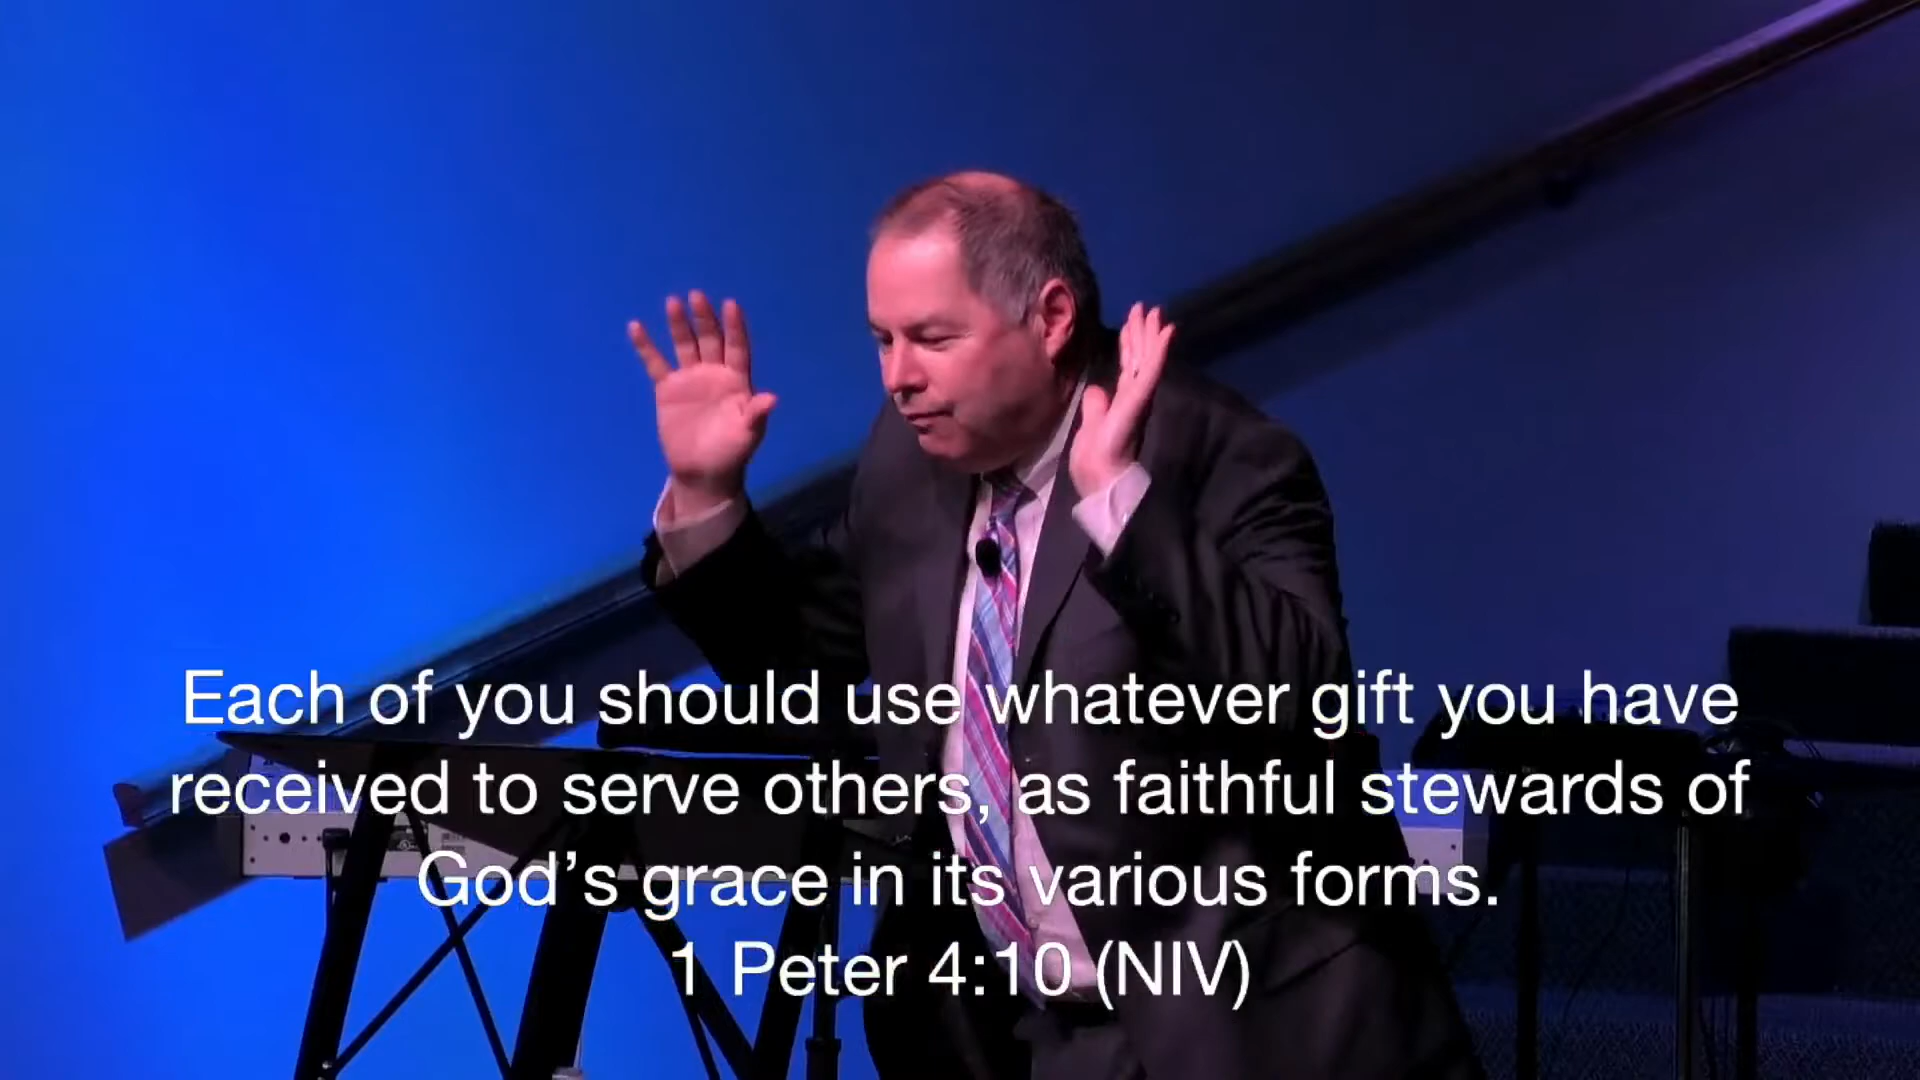 Each of you should use whatever gift you have
received to serve others, as faithful stewards of
God’s grace in its various forms.
1 Peter 4:10 (NIV)